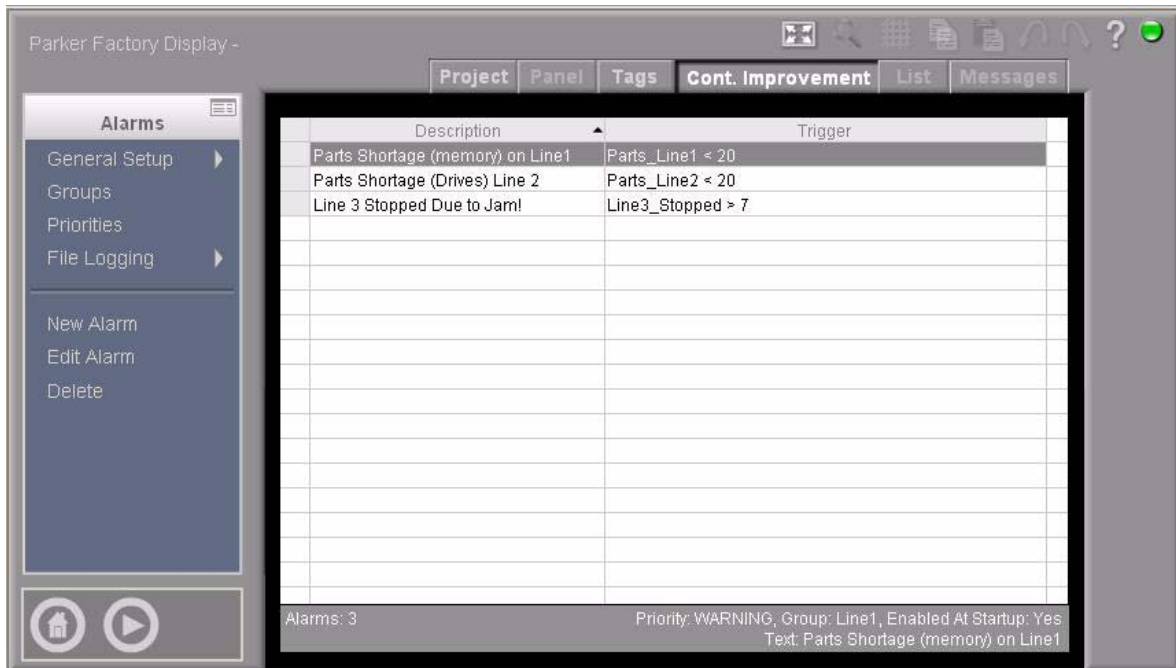 Parker Factory Display -
?
Project Panel Tags Cont. Improvement List Messages
Alarms
General Setup
Groups
Priorities
File Logging
New Alarm
Edit Alarm
Delete
Description Trigger
Parts Shortage (memory) on Line1 Parts_Line1 < 20
Parts Shortage (Drives) Line 2 Parts_Line2 < 20
Line 3 Stopped Due to Jam! Line3_Stopped > 7
Alarms: 3 Priority: WARNING, Group: Line1, Enabled At Startup: Yes
Text: Parts Shortage (memory) on Line1